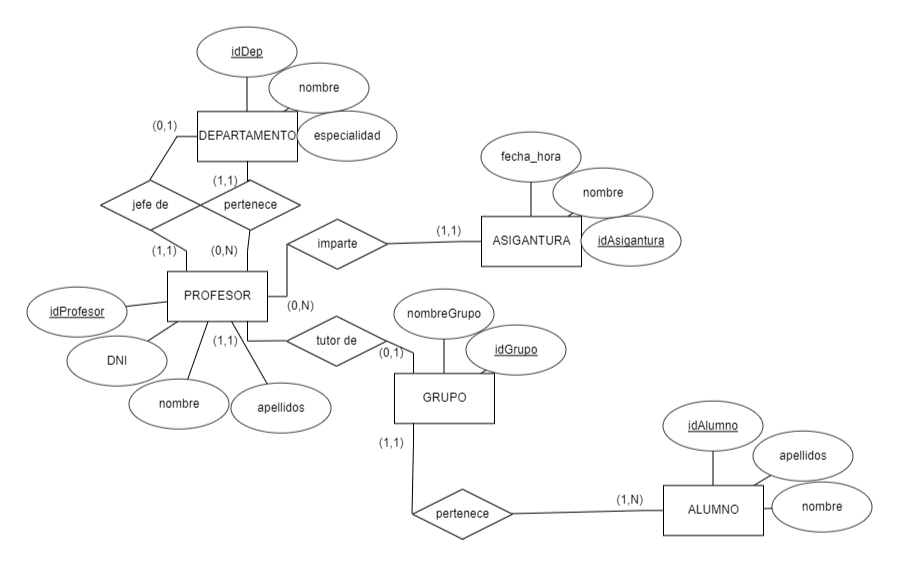 idDep
nombre
(0,1)
DEPARTAMENTO
especialidad
fecha_hora
(1,1)
nombre
jefe de
pertenece
(1,1)
ASIGANTURA
idAsigantura
imparte
(1,1)
(0,N)
PROFESOR
(0,N)
idProfesor
nombreGrupo
(1,1)
tutor de
(0,1)
idGrupo
DNI
GRUPO
nombre
apellidos
idAlumno
(1,1)
apellidos
(1,N)
nombre
pertenece
ALUMNO